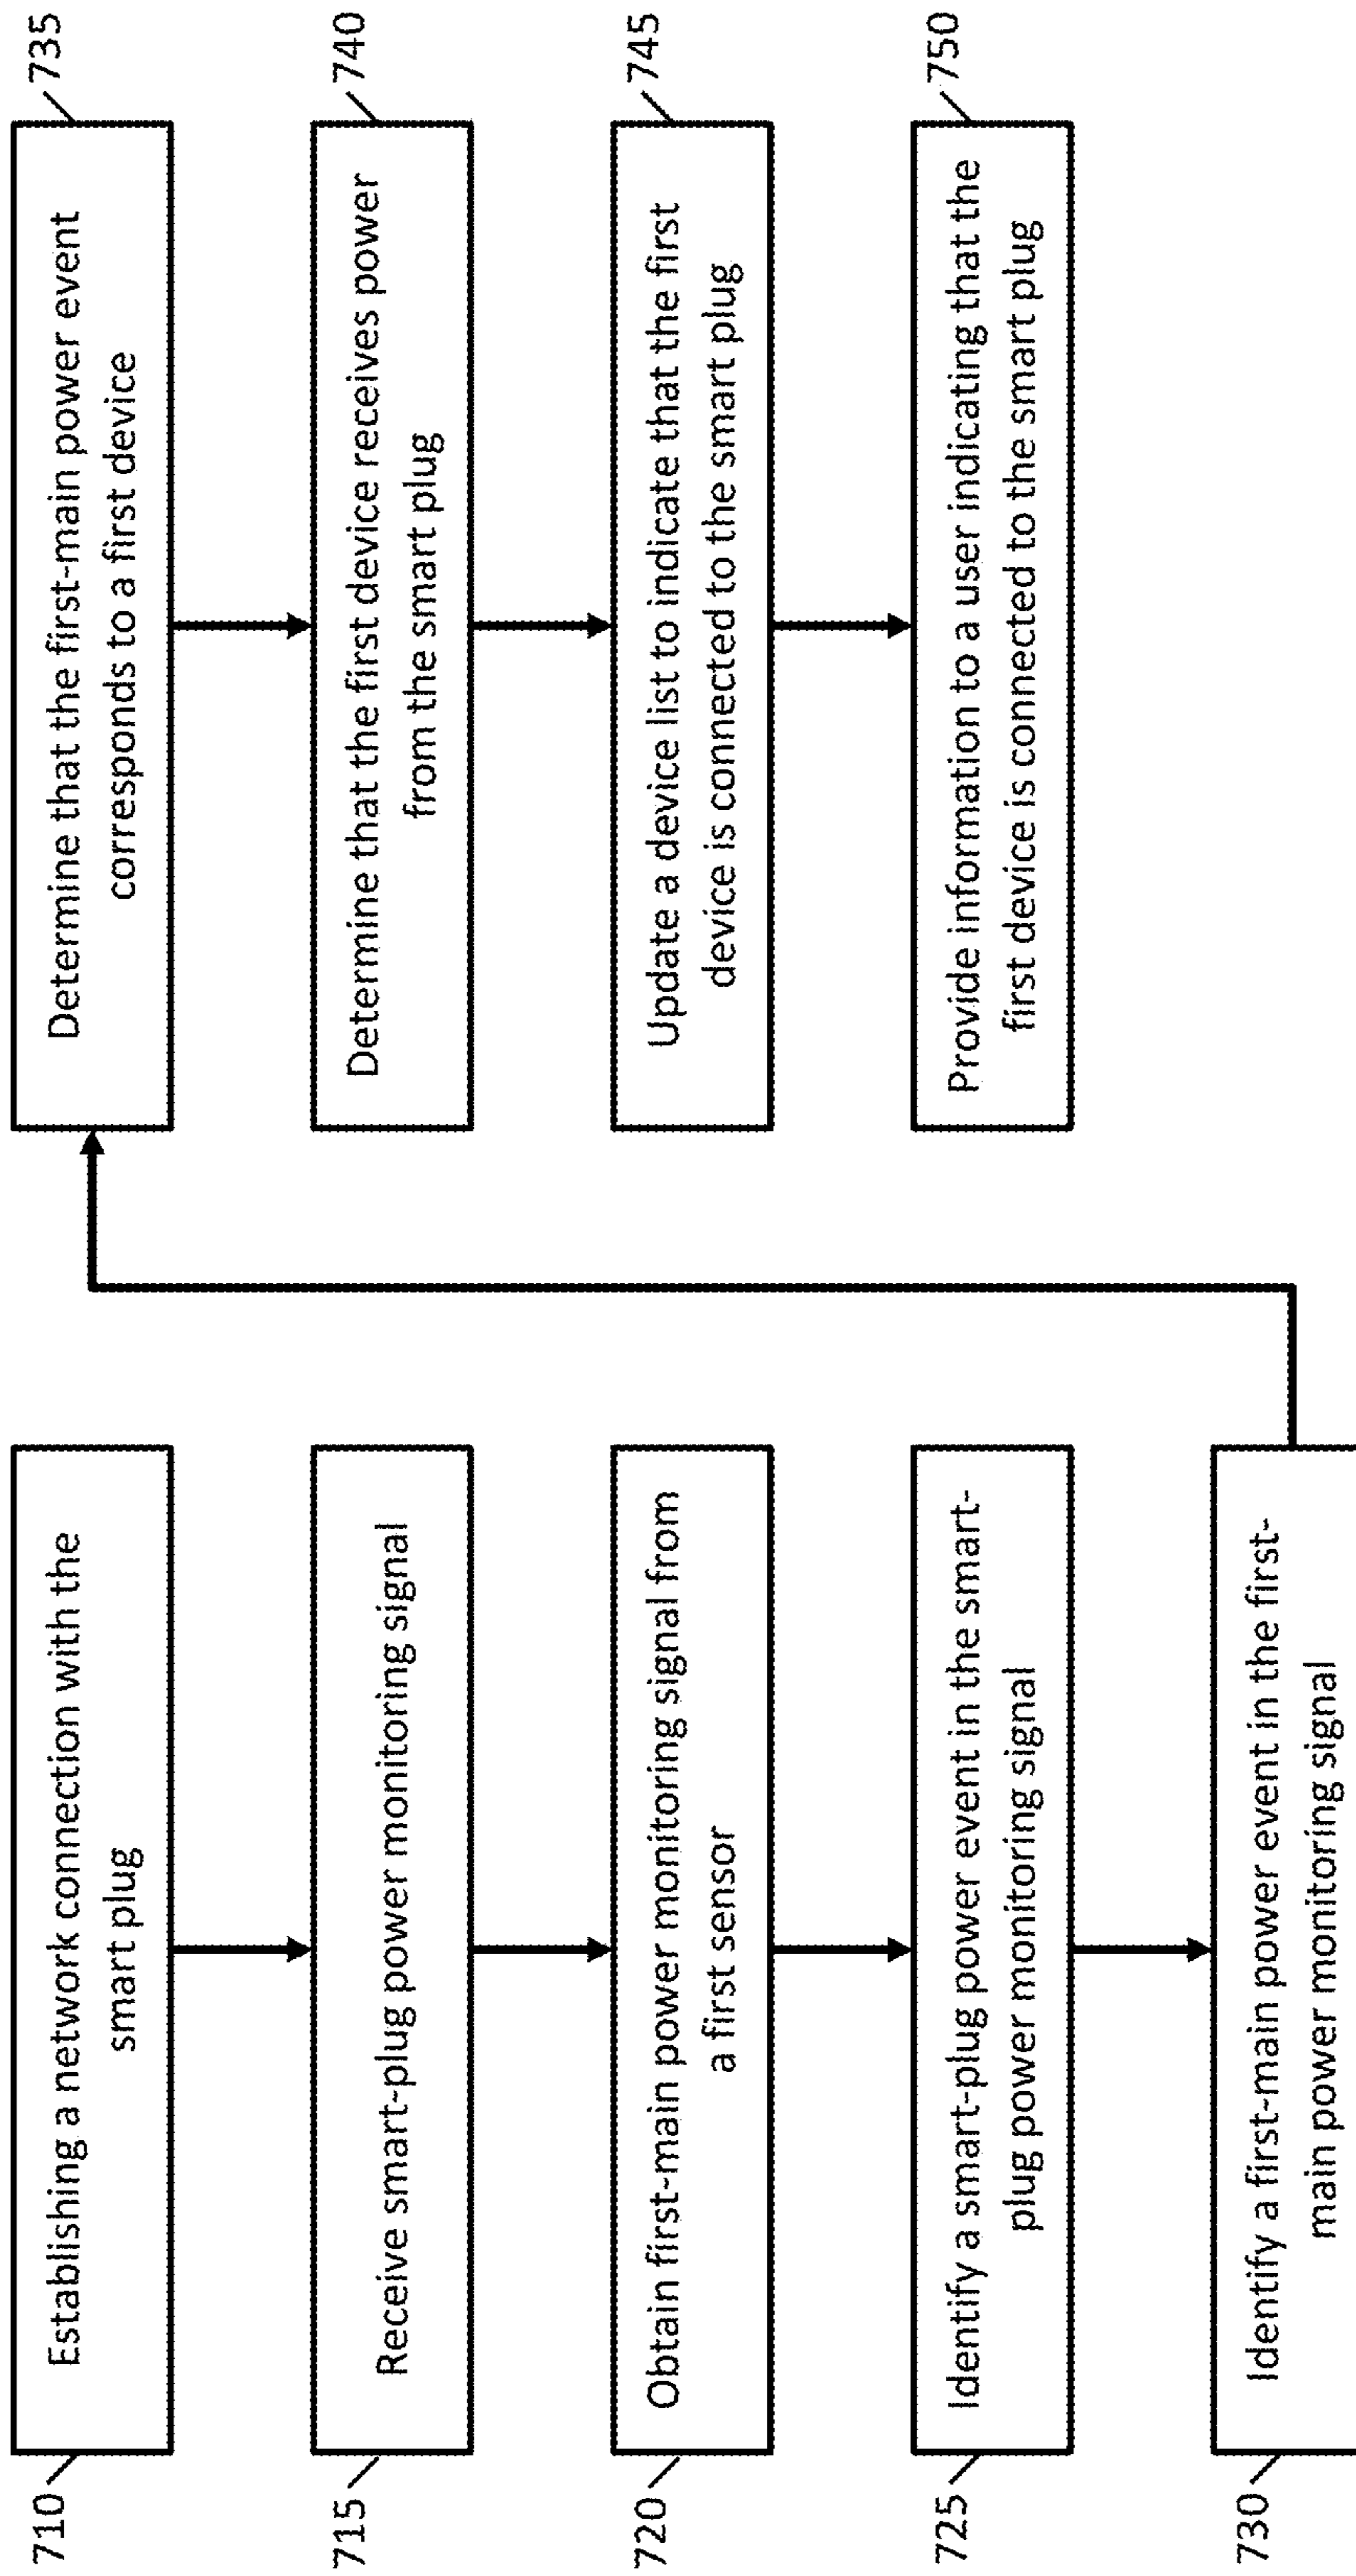 710
Establishing a network connection with the
smart plug
715
Receive smart-plug power monitoring signal
720
Obtain first-main power monitoring signal from
a first sensor
725
Identify a smart-plug power event in the smart-
plug power monitoring signal
730
Identify a first-main power event in the first-
main power monitoring signal
735
Determine that the first-main power event
corresponds to a first device
740
Determine that the first device receives power
from the smart plug
745
Update a device list to indicate that the first
device is connected to the smart plug
750
Provide information to a user indicating that the
first device is connected to the smart plug